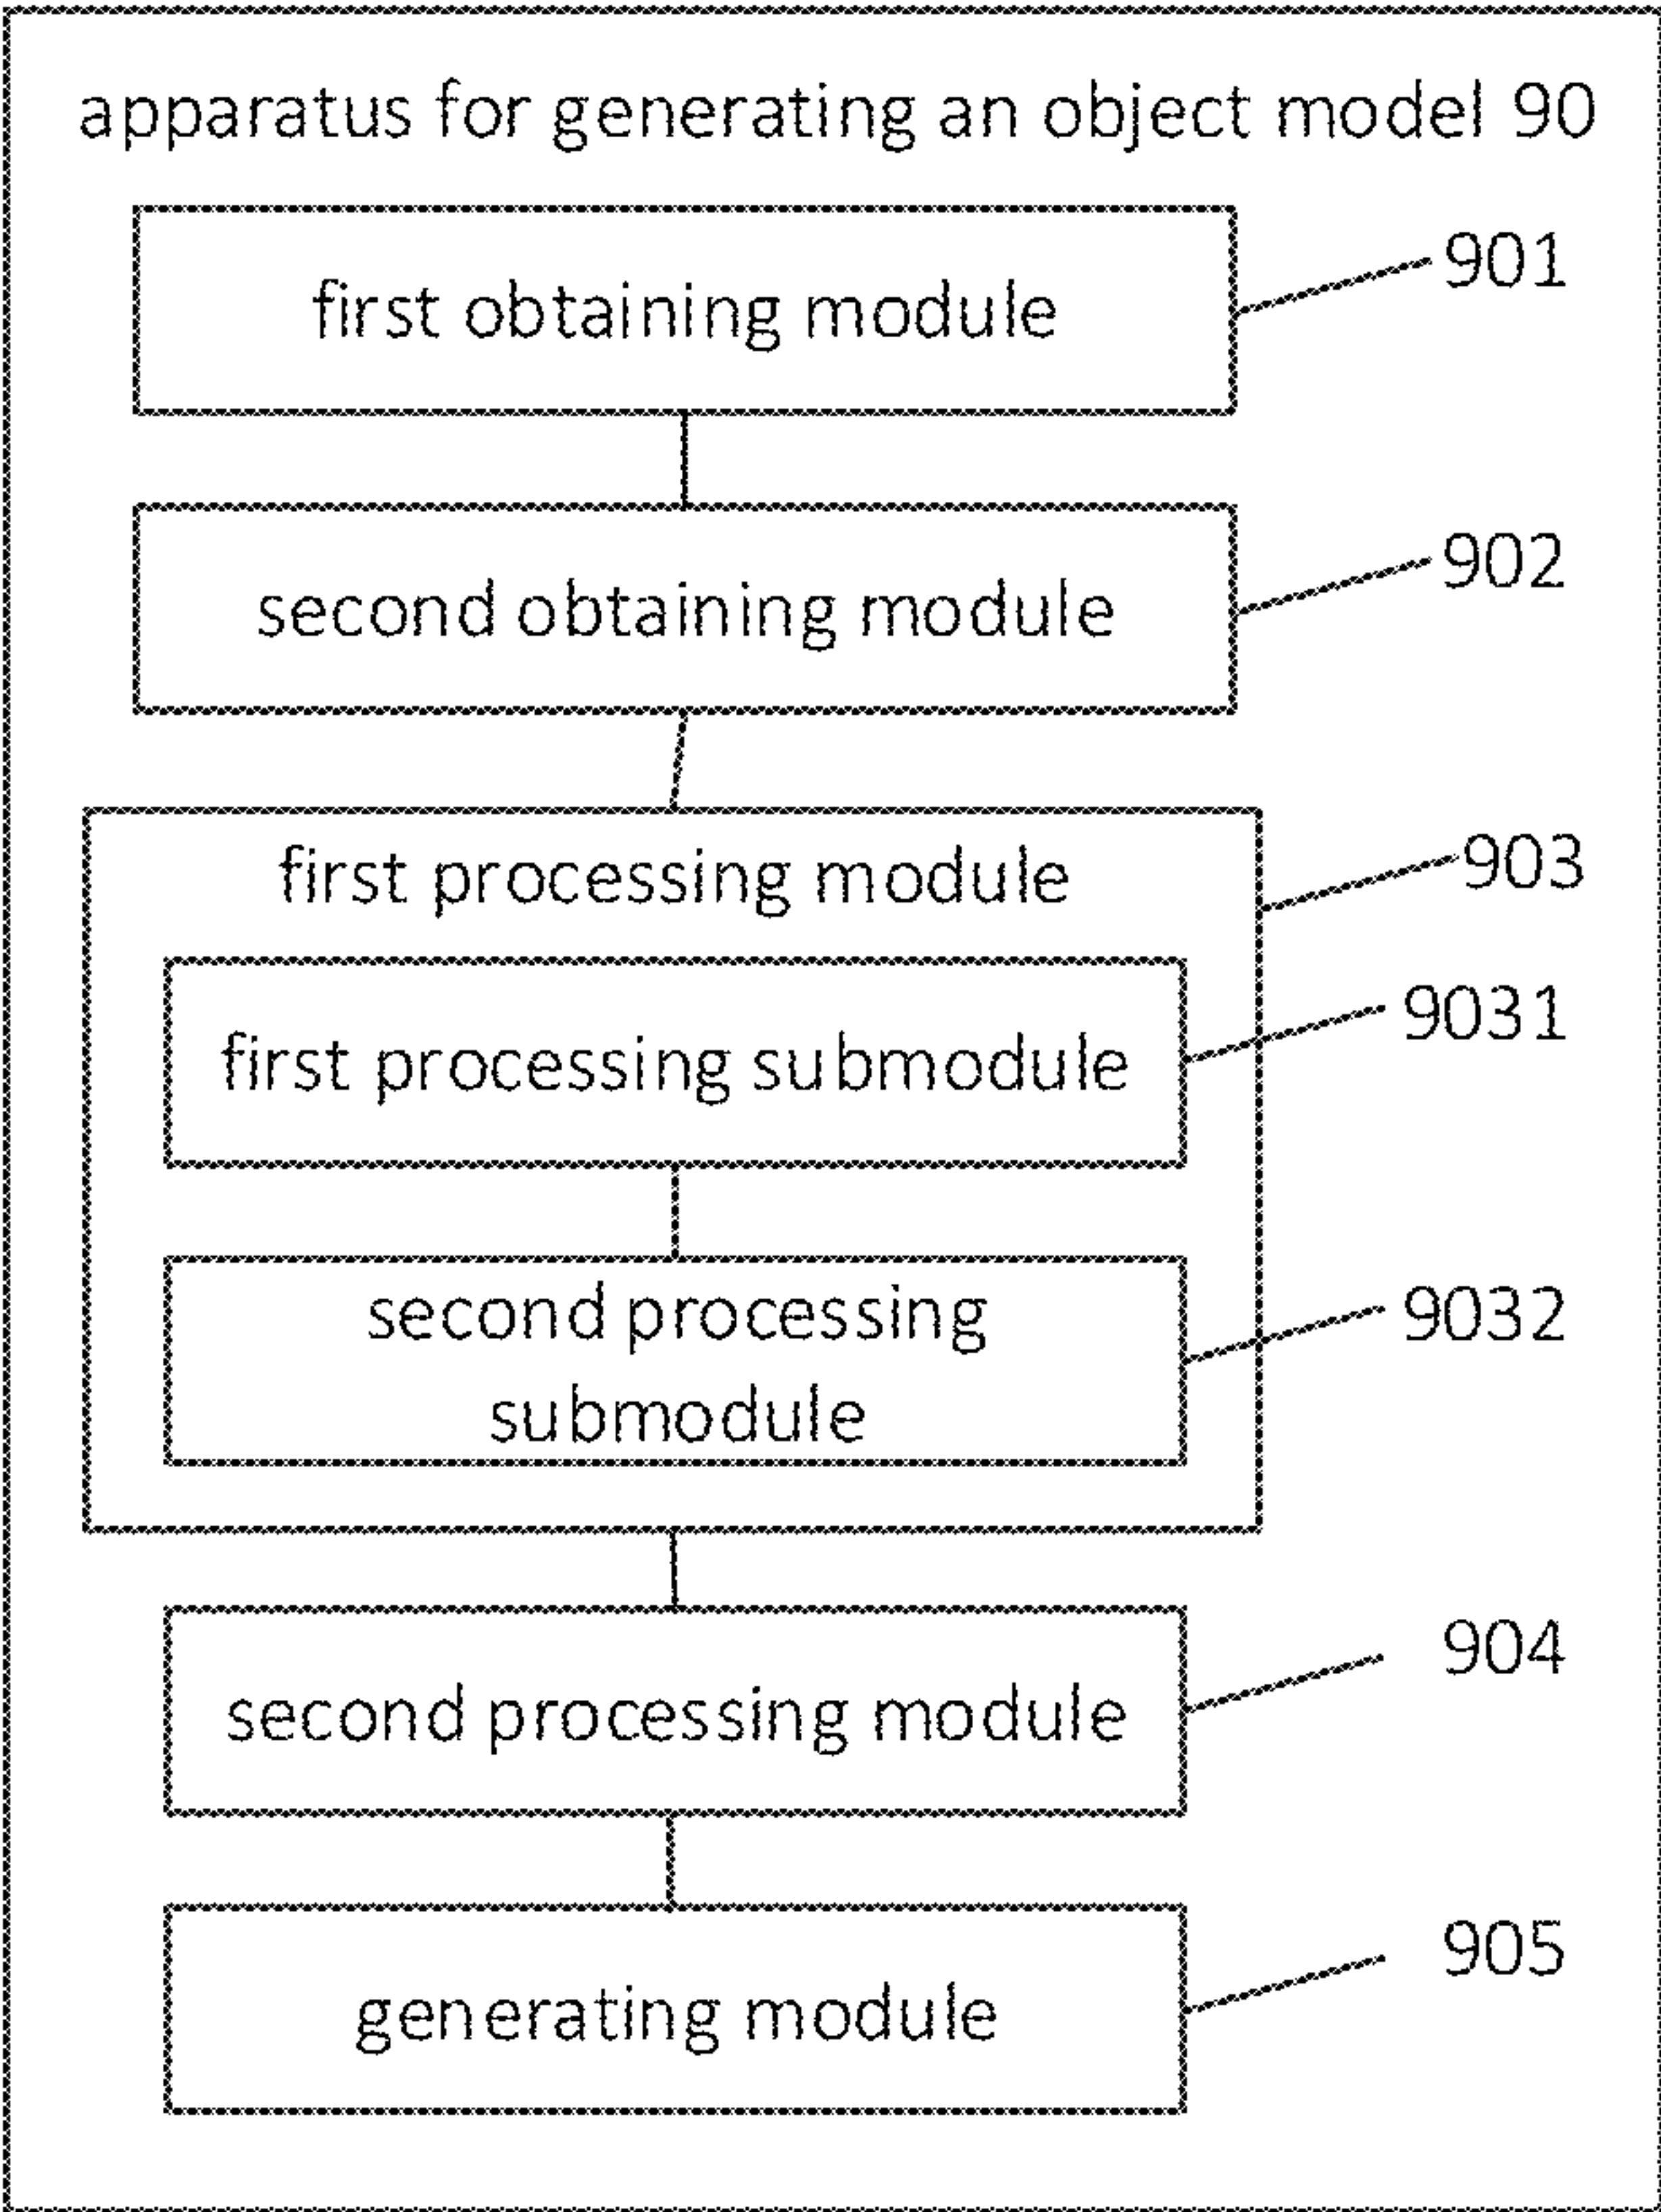 apparatus for generating an object model 90
first obtaining module
901
second obtaining module
902
first processing module
903
first processing submodule
9031
second processing
submodule
9032
second processing module
904
generating module
905